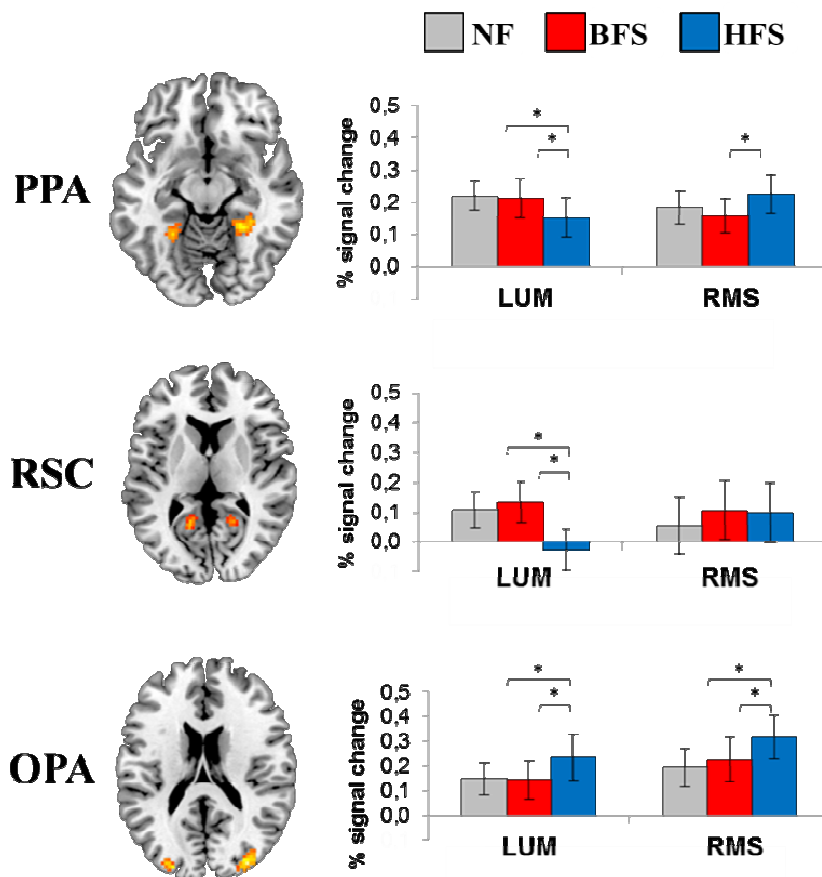 NF BFS HFS
PPA
% signal change
0,5
0,4
0,3
0,2
0,1
0,0
* *
*
LUM RMS
RSC
% signal change
0,5
0,4
0,3
0,2
0,1
0,0
*
*
LUM RMS
OPA
% signal change
0,5
0,4
0,3
0,2
0,1
0,0
* *
* *
LUM RMS